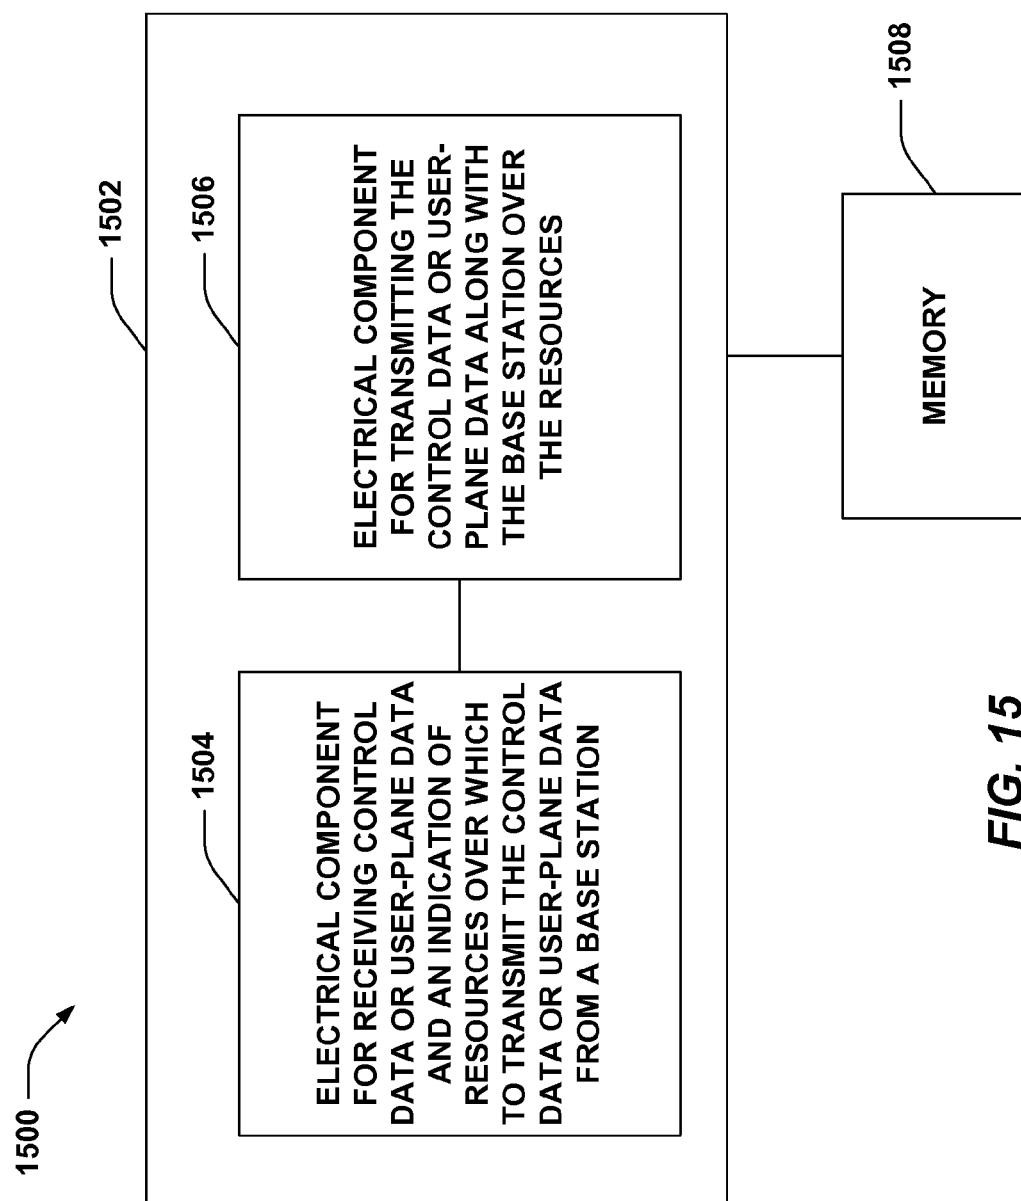 1500
1502
1504
ELECTRICAL COMPONENT
FOR RECEIVING CONTROL
DATA OR USER-PLANE DATA
AND AN INDICATION OF
RESOURCES OVER WHICH
TO TRANSMIT THE CONTROL
DATA OR USER-PLANE DATA
FROM A BASE STATION
1506
ELECTRICAL COMPONENT
FOR TRANSMITTING THE
CONTROL DATA OR USER-
PLANE DATA ALONG WITH
THE BASE STATION OVER
THE RESOURCES
1508
MEMORY
FIG. 15